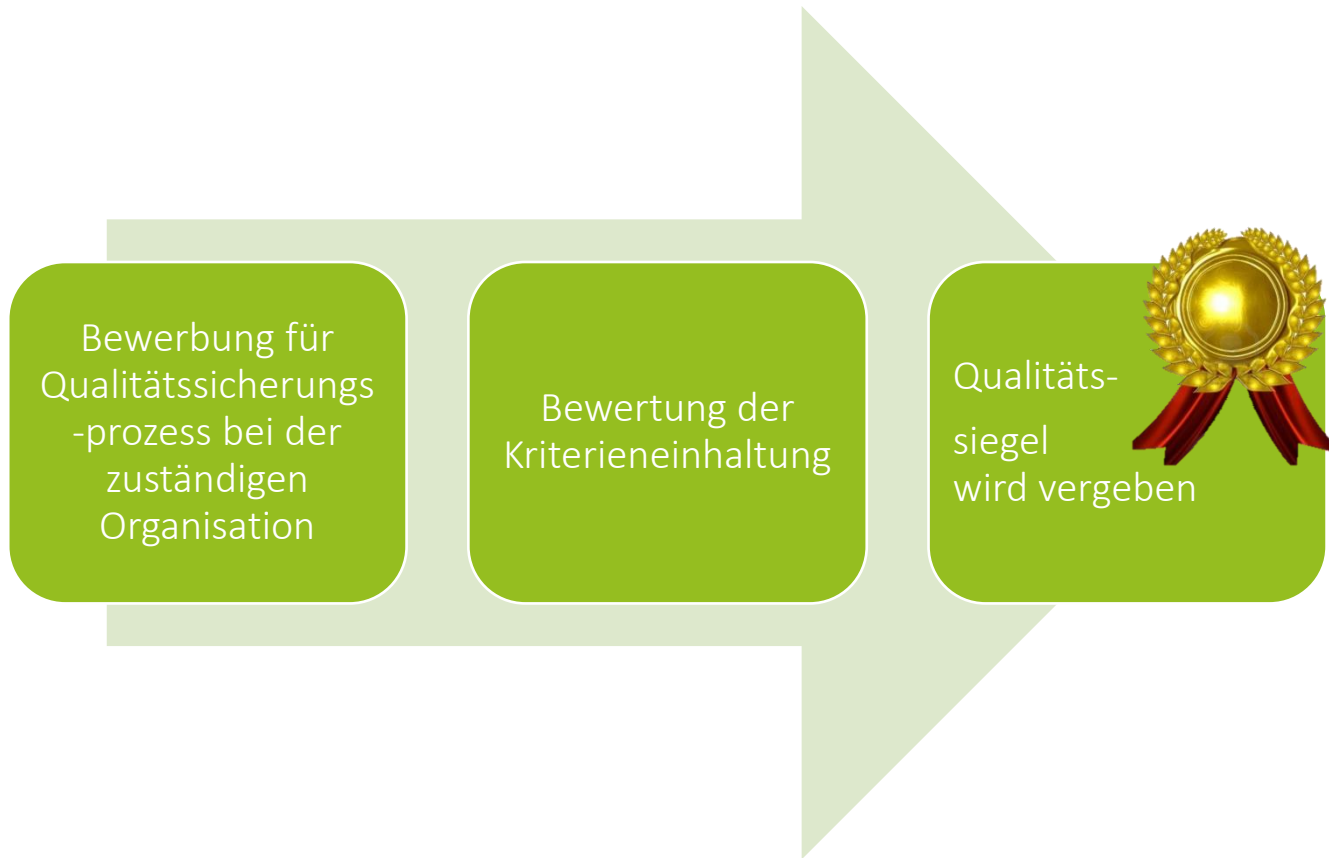 Bewerbung für
Qualitätssicherungs
-prozess bei der
zuständigen
Organisation
Bewertung der
Kriterieneinhaltung
Qualitäts-
siegel
wird vergeben